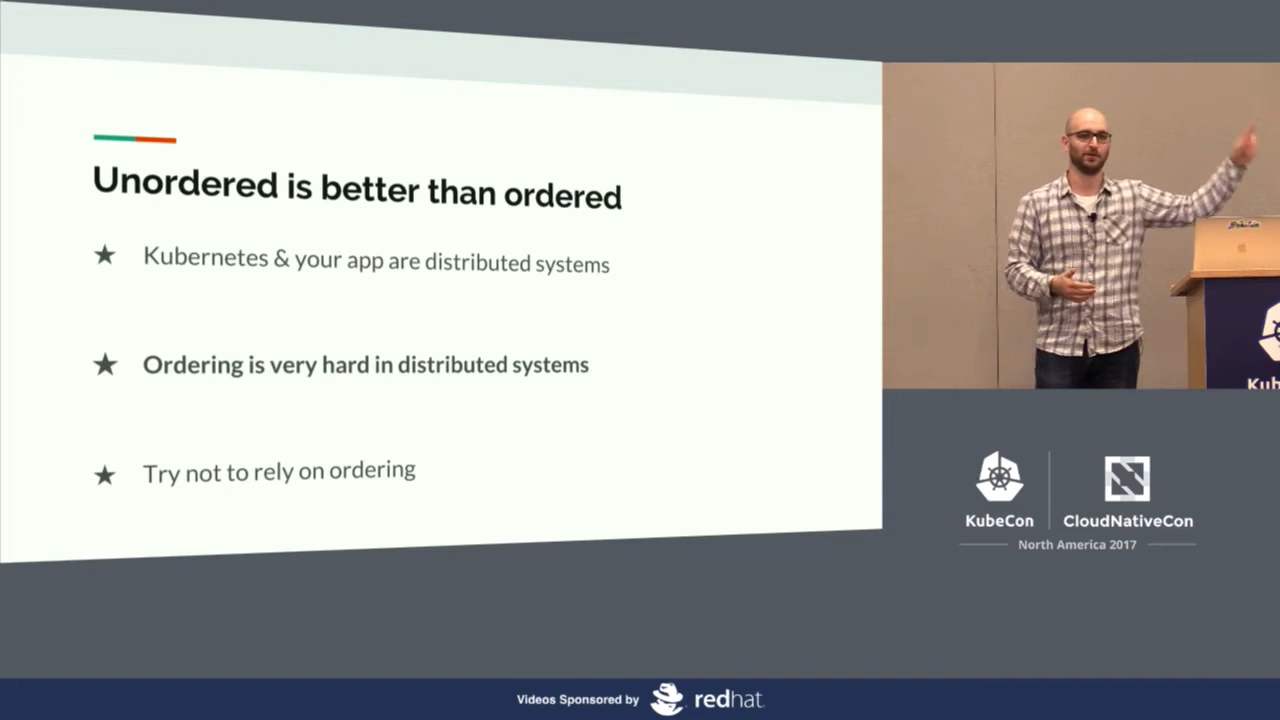 Unordered is better than ordered
★ Kubernetes & your app are distributed systems
★ Ordering is very hard in distributed systems
★ Try not to rely on ordering
Kub
KubeCon
CloudNativeCon
North America 2017
Videos Sponsored by
redhat